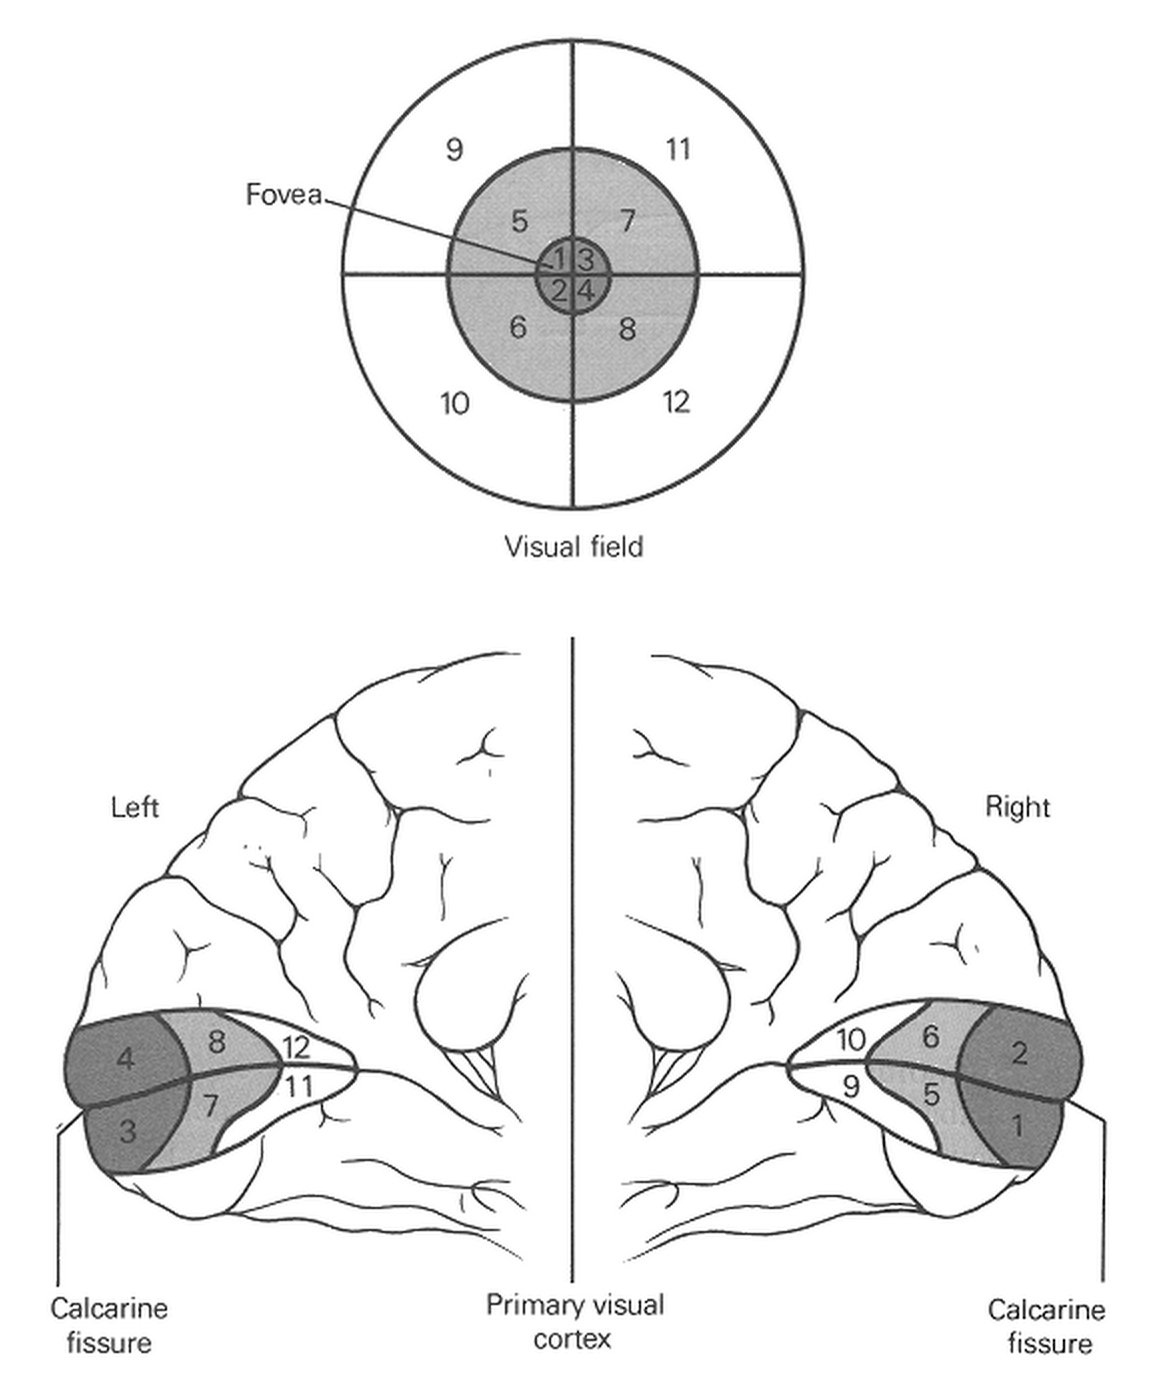 9 11
Fovea
5 7
1 3
2 4
6 8
10 12
Visual field
Left Right
8 12 10 6
4 2
11 9
7 5
3 1
Calcarine
fissure
Primary visual
cortex
Calcarine
fissure